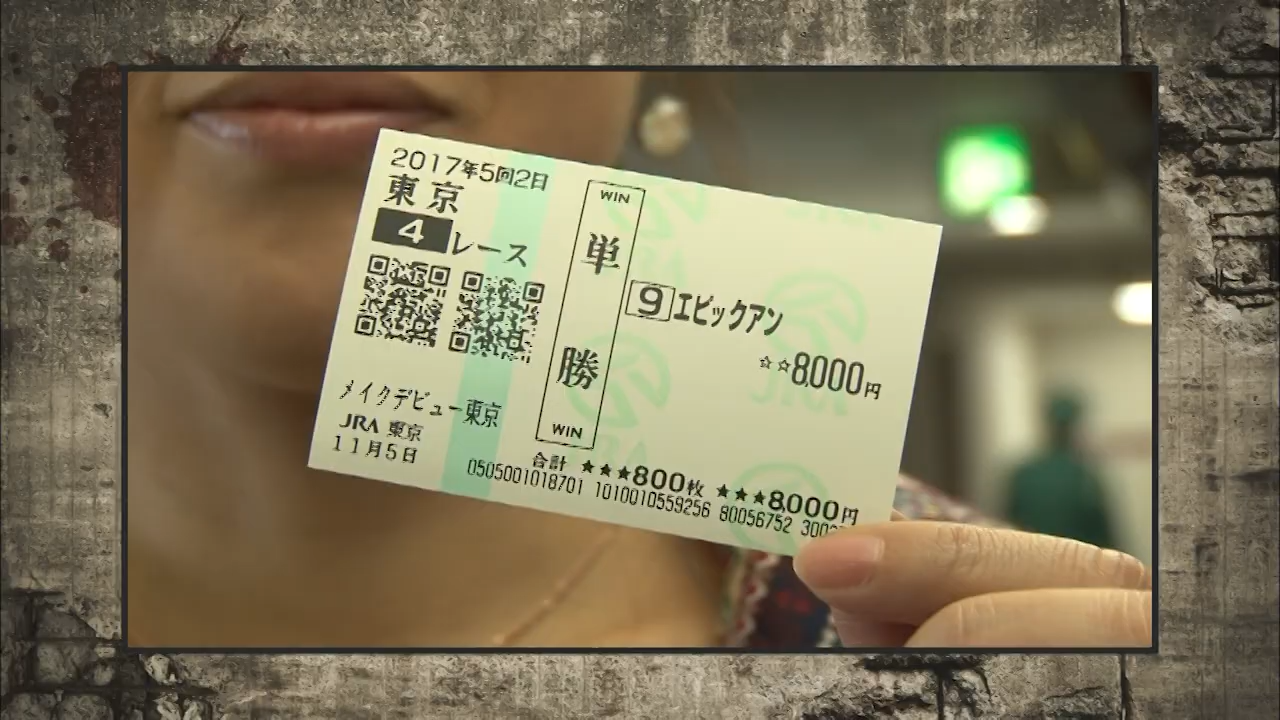 2017年5回2日
東京
4レース
メイクデビュー東京
JRA 東京
11月5日
WIN
単勝
WIN
9 エピックアン
☆☆8,000円
合計 ★★★800枚 ★★★8,000円
0505001018701 1010010559256 80056752